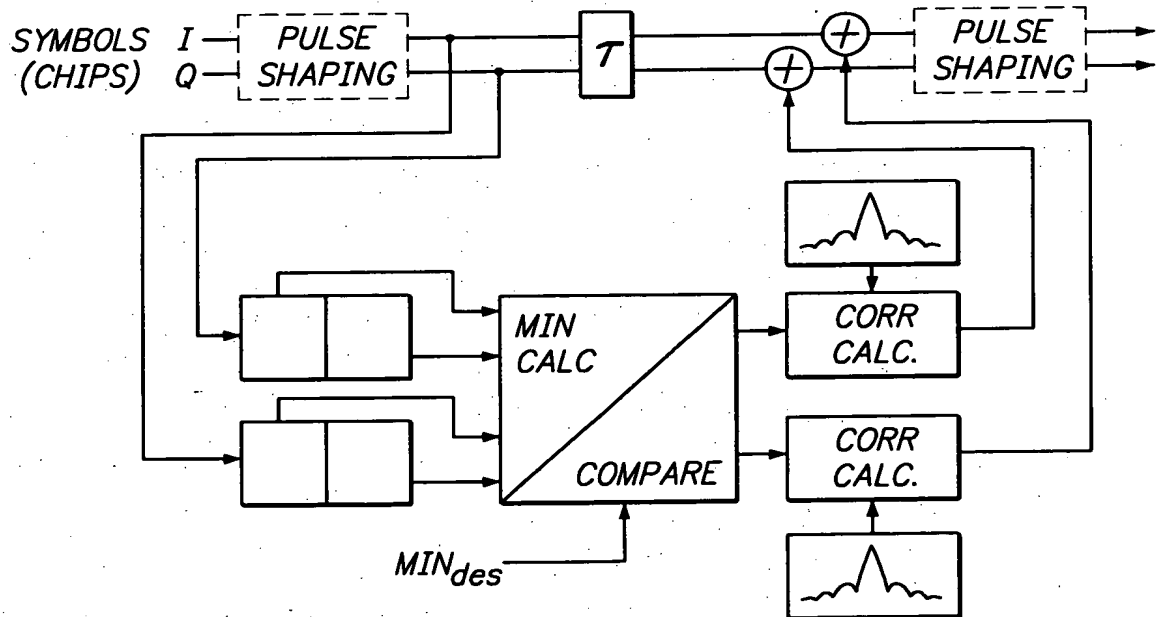 SYMBOLS I
(CHIPS) Q
PULSE
SHAPING
τ
+
+
PULSE
SHAPING
MIN
CALC
COMPARE
CORR
CALC.
CORR
CALC.
MINdes